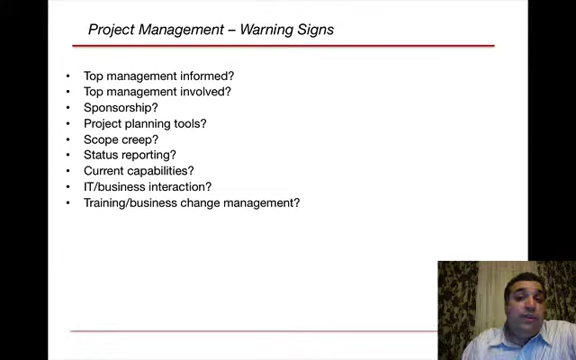 Project Management – Warning Signs
• Top management informed?
• Top management involved?
• Sponsorship?
• Project planning tools?
• Scope creep?
• Status reporting?
• Current capabilities?
• IT/business interaction?
• Training/business change management?